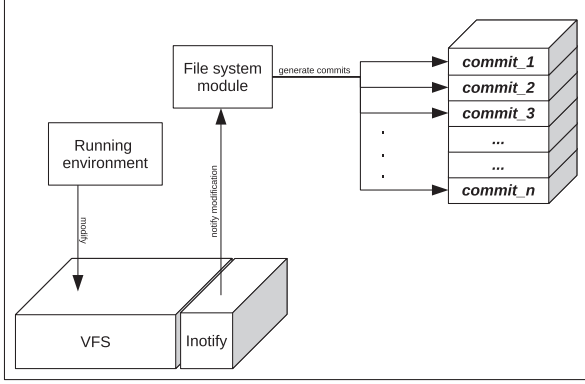 commit_1
File system
module
generate commits
commit_2
commit_3
...
...
commit_n
Running
environment
modify
notify modification
VFS
Inotify